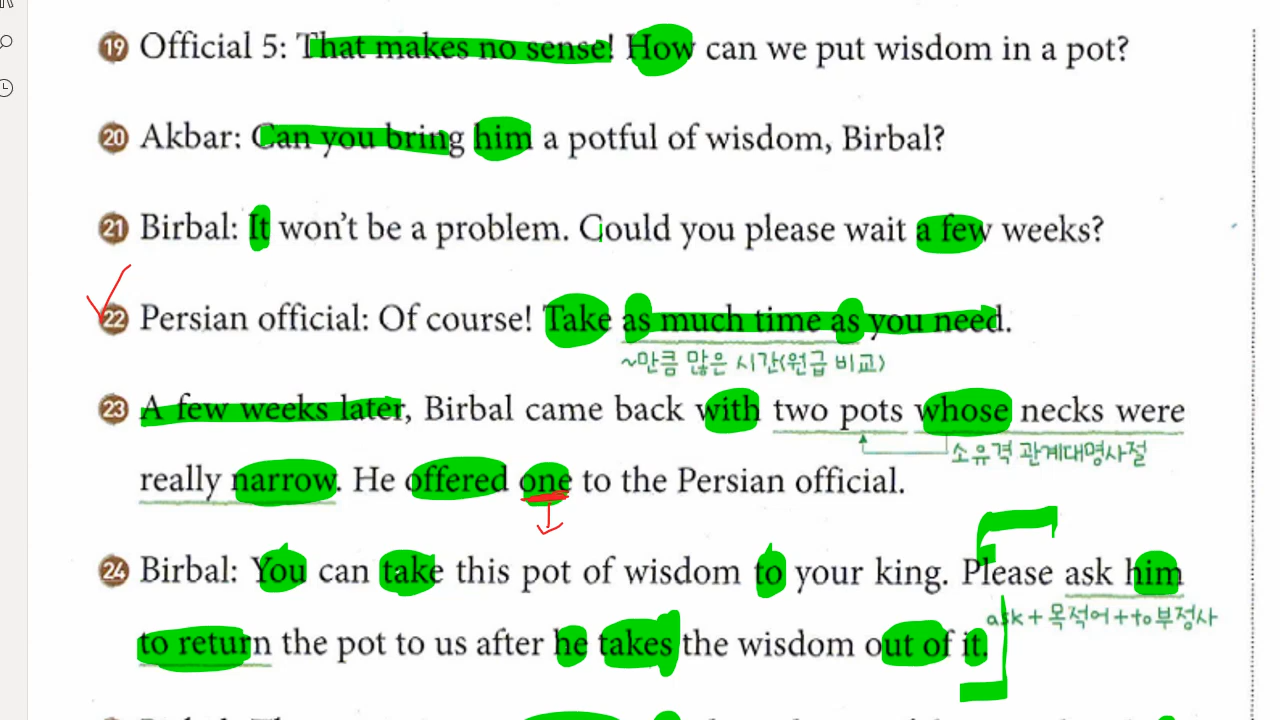 19 Official 5: That makes no sense! How can we put wisdom in a pot?
20 Akbar: Can you bring him a potful of wisdom, Birbal?
21 Birbal: It won't be a problem. Could you please wait a few weeks?
22 Persian official: Of course! Take as much time as you need.
~만큼 많은 시간(원급 비교)
23 A few weeks later, Birbal came back with two pots whose necks were
소유격 관계대명사절
really narrow. He offered one to the Persian official.
24 Birbal: You can take this pot of wisdom to your king. Please ask him
ask+목적어+to부정사
to return the pot to us after he takes the wisdom out of it.